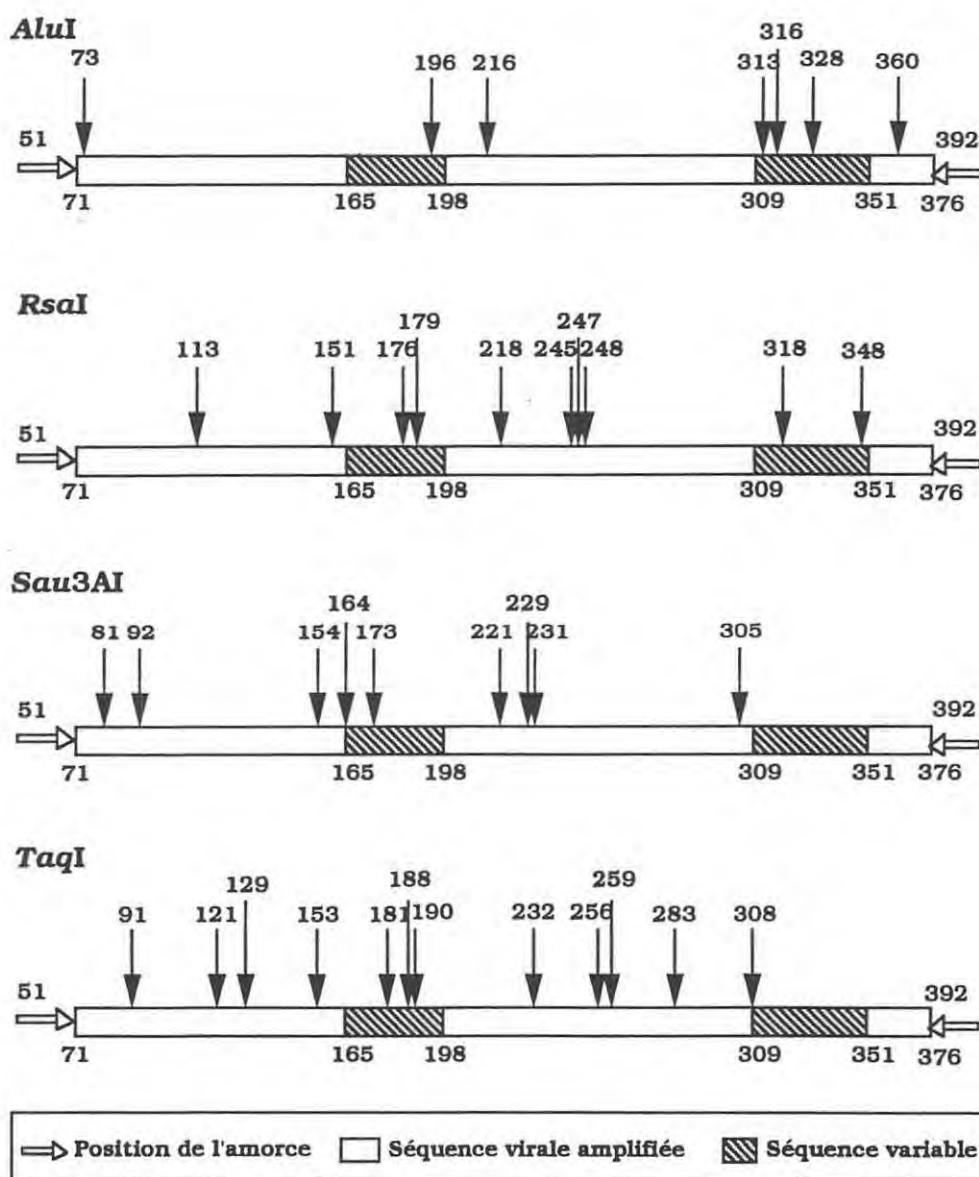 AluI
316
73 196 216 313 328 360
51 392
71 165 198 309 351 376
RsaI
179 247
113 151 176 218 245 248 318 348
51 392
71 165 198 309 351 376
Sau3AI
164 229
81 92 154 173 221 231 305
51 392
71 165 198 309 351 376
TaqI
129 188 259
91 121 153 181 190 232 256 283 308
51 392
71 165 198 309 351 376
Position de l'amorce Séquence virale amplifiée Séquence variable